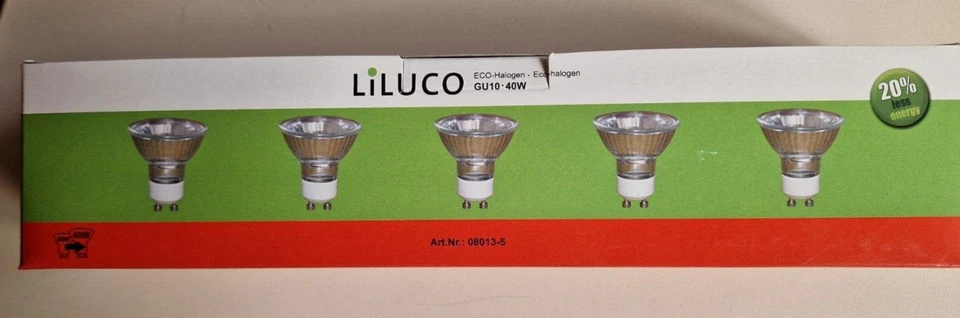 LiLUCO
ECO-Halogen - Eco-halogen
GU10 · 40W
20%
less
energy
Art.Nr.: 08013-5